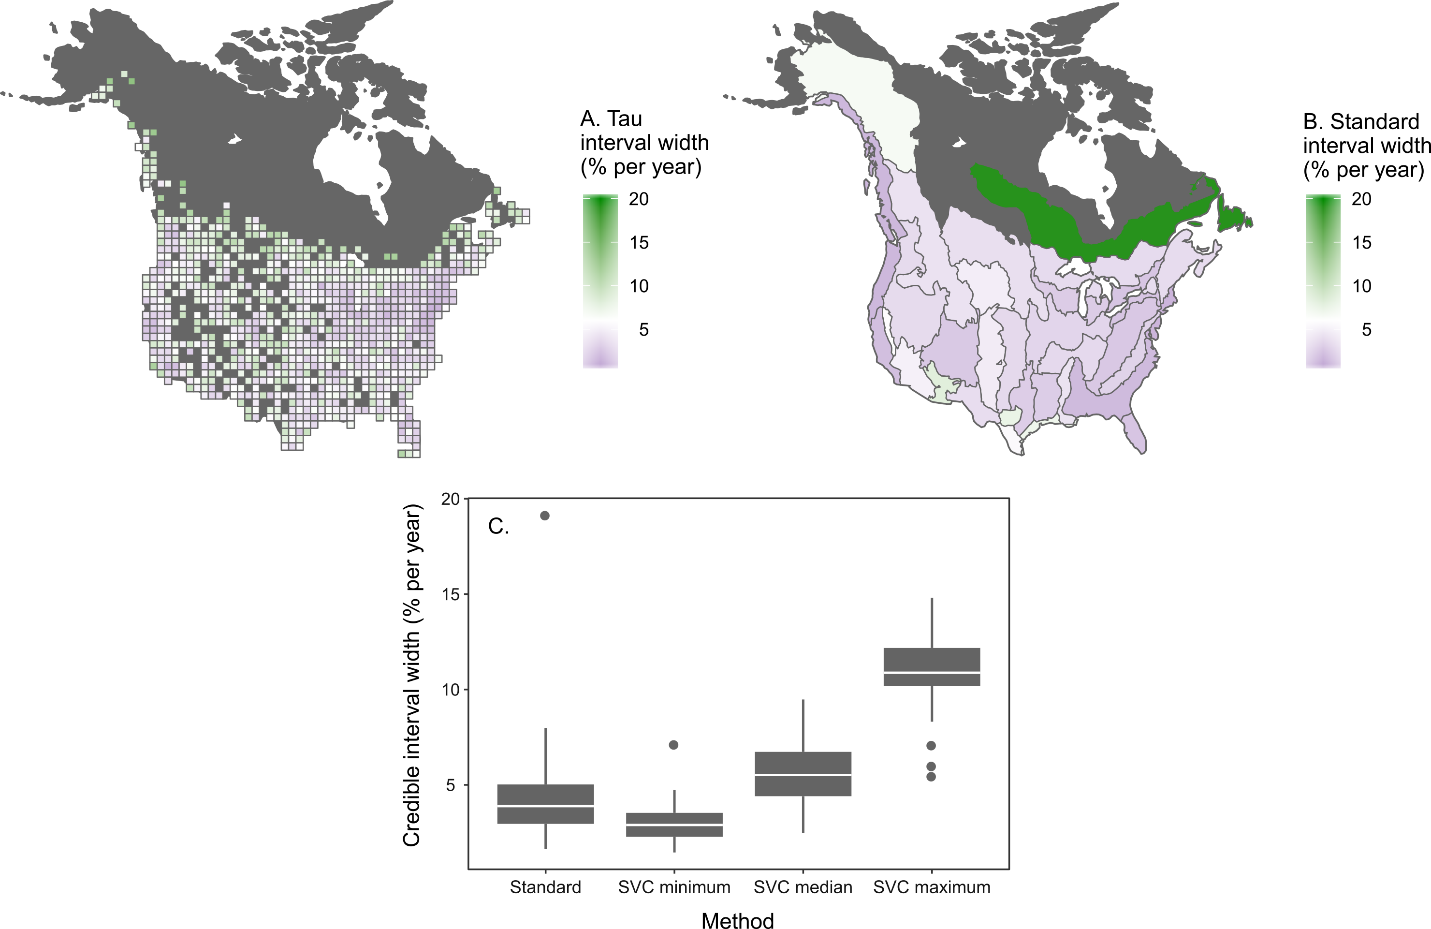 A. Tau
interval width
(% per year)
20
15
10
5
B. Standard
interval width
(% per year)
20
15
10
5
C.
Credible interval width (% per year)
20
15
10
5
Standard
SVC minimum
SVC median
SVC maximum
Method